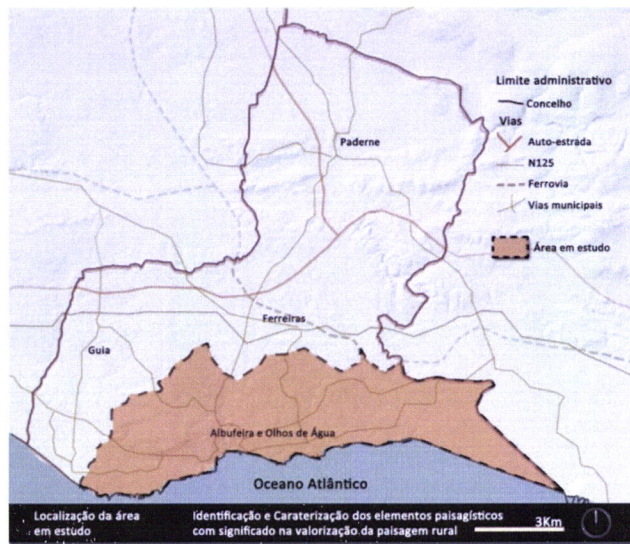 Limite administrativo
Concelho
Vias
Auto-estrada
N125
Ferrovia
Vias municipais
Área em estudo
Paderne
Ferreiras
Guia
Albufeira e Olhos de Água
Oceano Atlântico
Localização da área
em estudo
Identificação e Caraterização dos elementos paisagísticos
com significado na valorização da paisagem rural
3Km